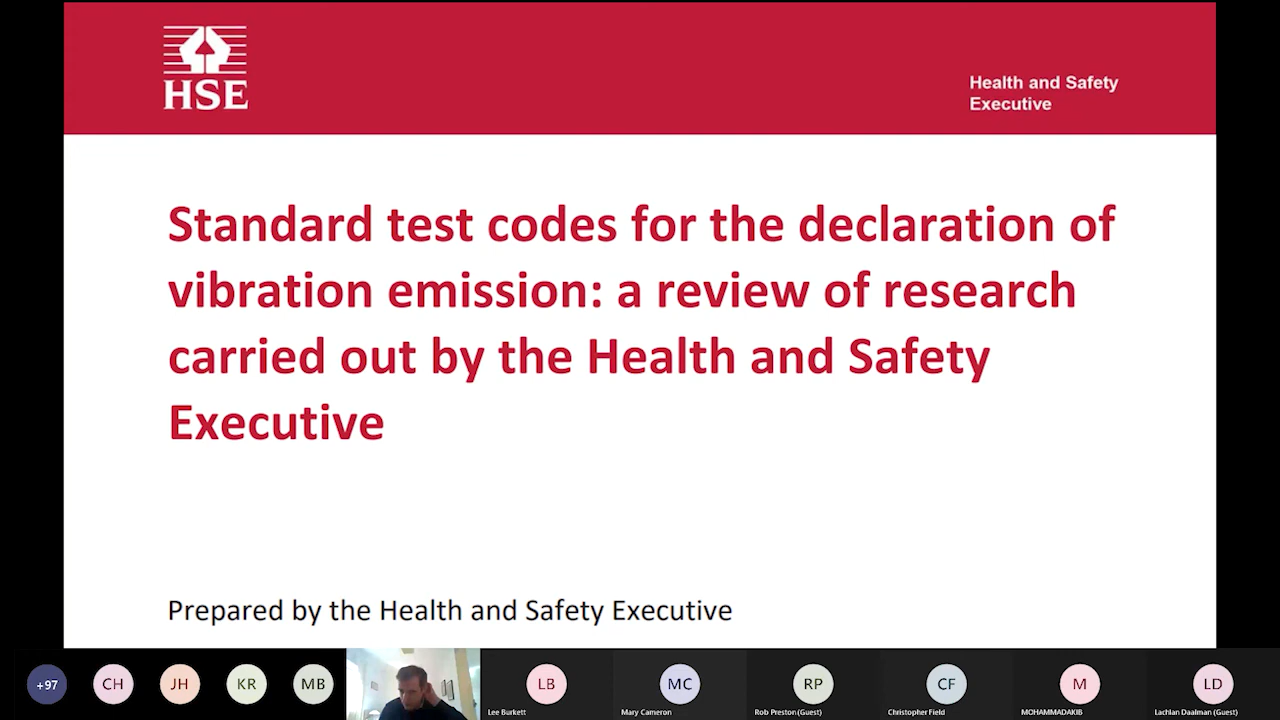 HSE
Health and Safety
Executive
Standard test codes for the declaration of
vibration emission: a review of research
carried out by the Health and Safety
Executive
Prepared by the Health and Safety Executive
+97
CH
JH
KR
MB
LB
MC
RP
CF
M
LD
Lee Burkett
Mary Cameron
Rob Preston (Guest)
Christopher Field
MOHAMMADAKIB
Lachlan Daalman (Guest)